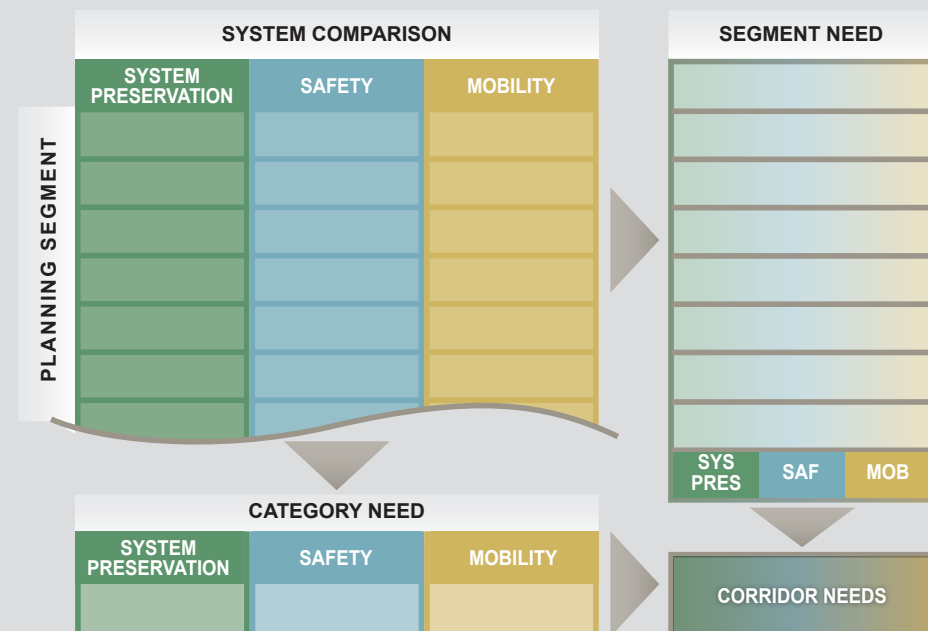 SYSTEM COMPARISON
SYSTEM
PRESERVATION
SAFETY
MOBILITY
PLANNING SEGMENT
SEGMENT NEED
SYS
PRES
SAF
MOB
CATEGORY NEED
SYSTEM
PRESERVATION
SAFETY
MOBILITY
CORRIDOR NEEDS